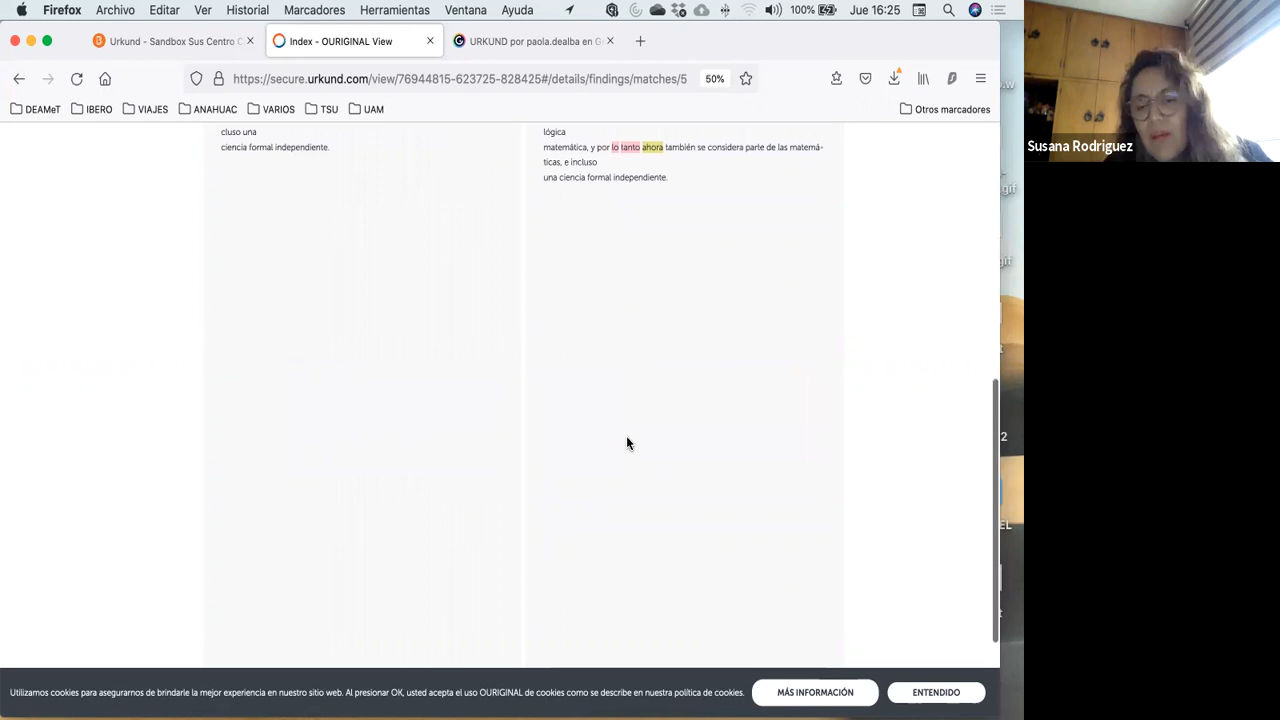 Firefox Archivo Editar Ver Historial Marcadores Herramientas Ventana Ayuda 100% Jue 16:25
Urkund - Sandbox Sus Centro C
Index - OURIGINAL View
URKUND por paola.dealba en G
https://secure.urkund.com/view/76944815-623725-828425#/details/findings/matches/5 50%
DEAMeT IBERO VIAJES ANAHUAC VARIOS TSU UAM Otros marcadores
cluso una
ciencia formal independiente.
lógica
matemática, y por lo tanto ahora también se considera parte de las matemá-
ticas, e incluso
una ciencia formal independiente.
Susana Rodriguez
Utilizamos cookies para asegurarnos de brindarle la mejor experiencia en nuestro sitio web. Al presionar OK, usted acepta el uso OURIGINAL de cookies como se describe en nuestra política de cookies.
MÁS INFORMACIÓN
ENTENDIDO